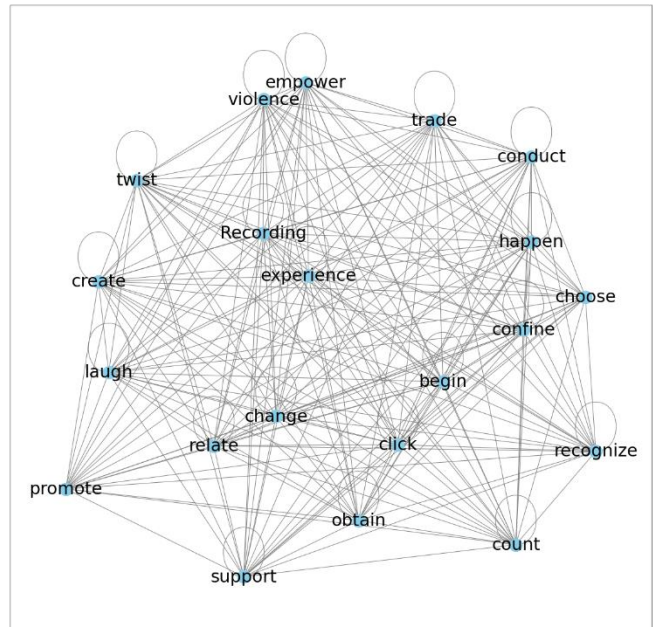 empower
violence
trade
conduct
twist
Recording
happen
experience
create
choose
confine
laugh
begin
change
relate
click
recognize
promote
obtain
count
support